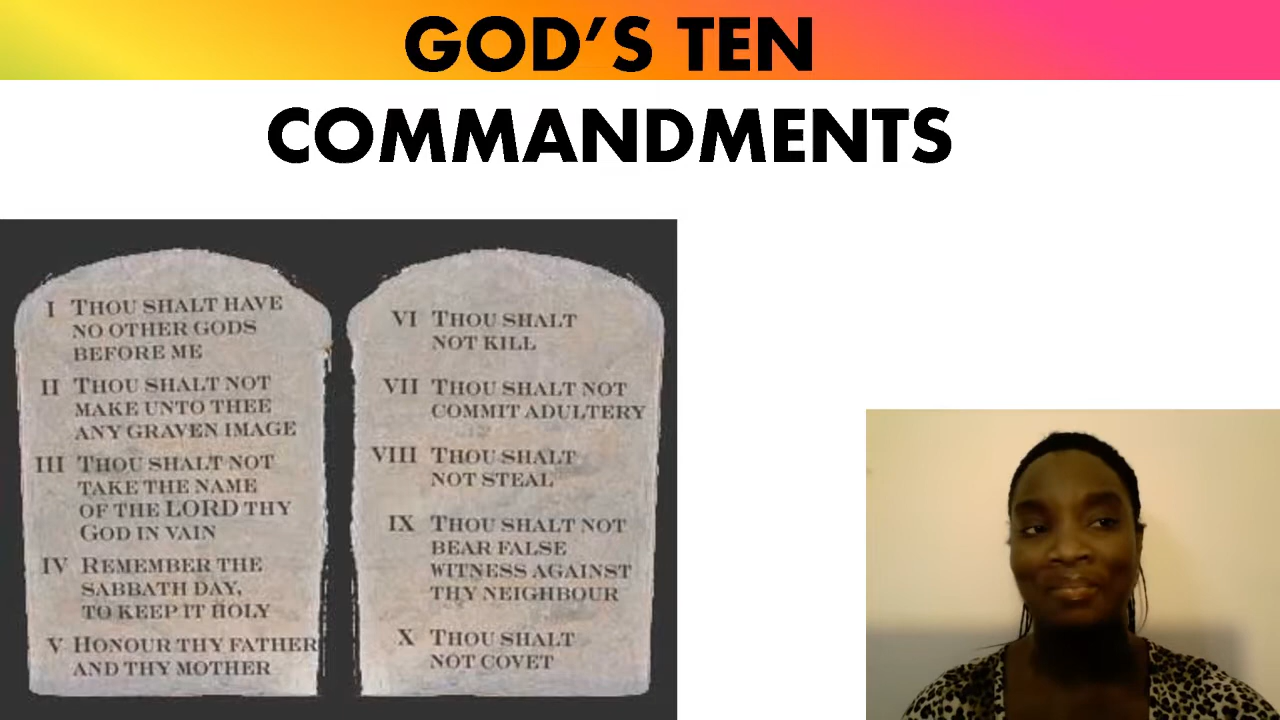 GOD'S TEN
COMMANDMENTS
I THOU SHALT HAVE
NO OTHER GODS
BEFORE ME
II THOU SHALT NOT
MAKE UNTO THEE
ANY GRAVEN IMAGE
III THOU SHALT NOT
TAKE THE NAME
OF THE LORD THY
GOD IN VAIN
IV REMEMBER THE
SABBATH DAY,
TO KEEP IT HOLY
V HONOUR THY FATHER
AND THY MOTHER
VI THOU SHALT
NOT KILL
VII THOU SHALT NOT
COMMIT ADULTERY
VIII THOU SHALT
NOT STEAL
IX THOU SHALT NOT
BEAR FALSE
WITNESS AGAINST
THY NEIGHBOUR
X THOU SHALT
NOT COVET